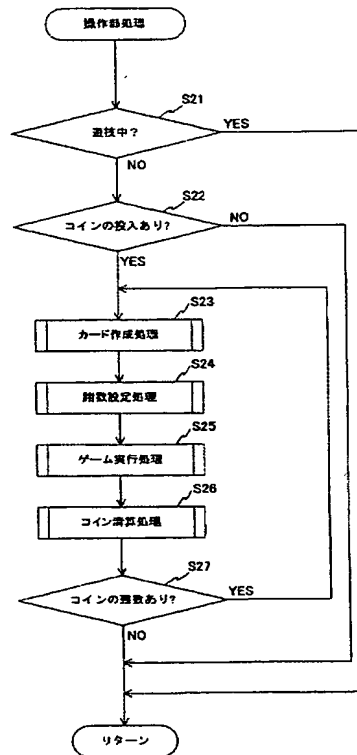 操作部処理
S21
遊技中?
YES
NO
S22
コインの投入あり?
NO
YES
S23
カード作成処理
S24
賭数設定処理
S25
ゲーム実行処理
S26
コイン清算処理
S27
コインの残数あり?
YES
NO
リターン